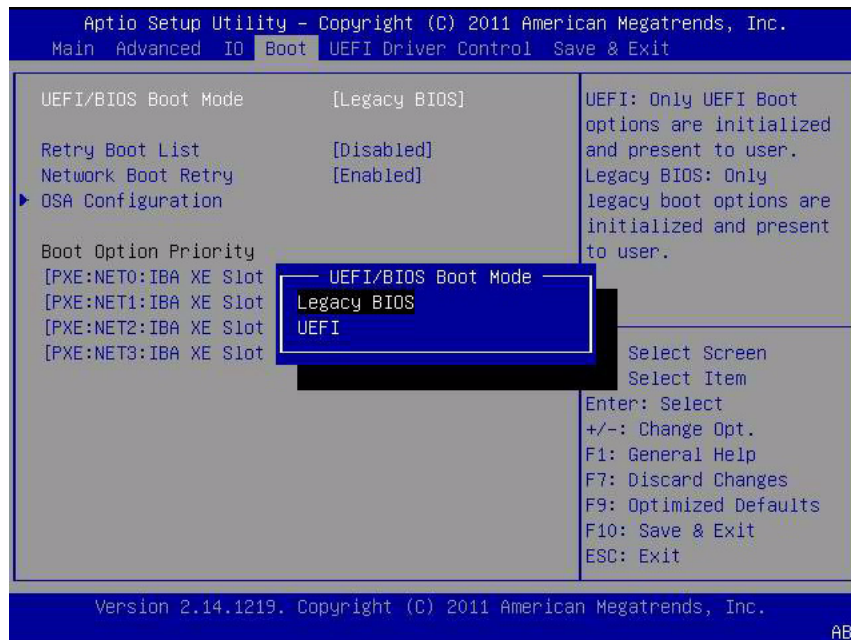 Aptio Setup Utility – Copyright (C) 2011 American Megatrends, Inc.
Main Advanced IO Boot UEFI Driver Control Save & Exit
UEFI/BIOS Boot Mode [Legacy BIOS]
Retry Boot List [Disabled]
Network Boot Retry [Enabled]
OSA Configuration
Boot Option Priority
[PXE:NET0:IBA XE Slot
[PXE:NET1:IBA XE Slot
[PXE:NET2:IBA XE Slot
[PXE:NET3:IBA XE Slot
UEFI/BIOS Boot Mode
Legacy BIOS
UEFI
UEFI: Only UEFI Boot
options are initialized
and present to user.
Legacy BIOS: Only
legacy boot options are
initialized and present
to user.
Select Screen
Select Item
Enter: Select
+/-: Change Opt.
F1: General Help
F7: Discard Changes
F9: Optimized Defaults
F10: Save & Exit
ESC: Exit
Version 2.14.1219. Copyright (C) 2011 American Megatrends, Inc.
AB